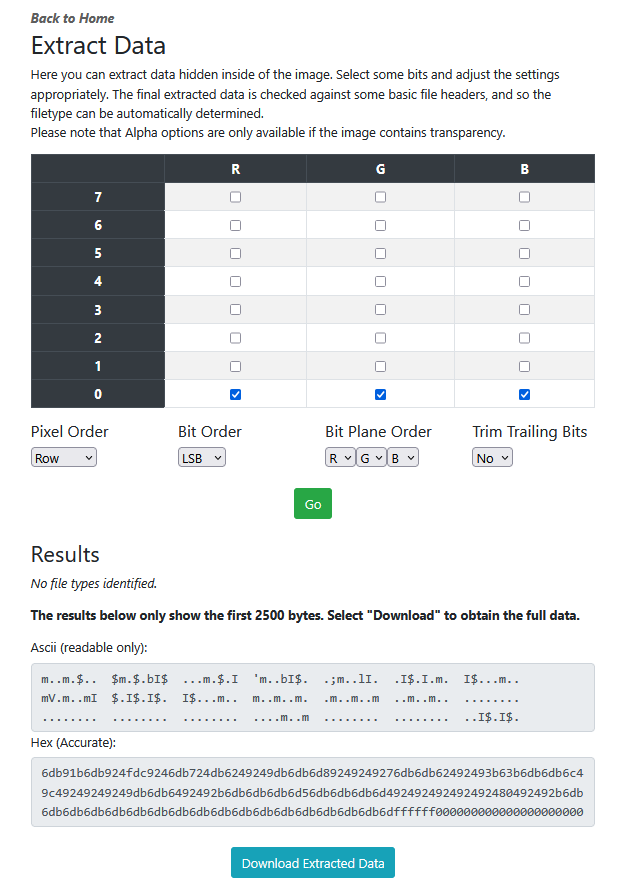 Back to Home
Extract Data
Here you can extract data hidden inside of the image. Select some bits and adjust the settings
appropriately. The final extracted data is checked against some basic file headers, and so the
filetype can be automatically determined.
Please note that Alpha options are only available if the image contains transparency.
R G B
7
6
5
4
3
2
1
0
Pixel Order Bit Order Bit Plane Order Trim Trailing Bits
Row LSB R G B No
Go
Results
No file types identified.
The results below only show the first 2500 bytes. Select "Download" to obtain the full data.
Ascii (readable only):
m..m.$.. $m.$.bI$ ...m.$.I 'm..bI$. .;m..lI. .I$.I.m. I$...m..
mV.m..mI $.I$.I$. I$...m.. m..m..m. .m..m..m ..m..m.. ........
........ ........ ........ ....m..m ........ ........ ..I$.I$.
Hex (Accurate):
6db91b6db924fdc9246db724db6249249db6db6d89249249276db6db62492493b63b6db6db6c4
9c49249249249db6db6492492b6db6db6db6d56db6db6db6d492492492492492480492492b6db
6db6db6db6db6db6db6db6db6db6db6db6db6db6db6db6db6dffffff000000000000000000000
Download Extracted Data